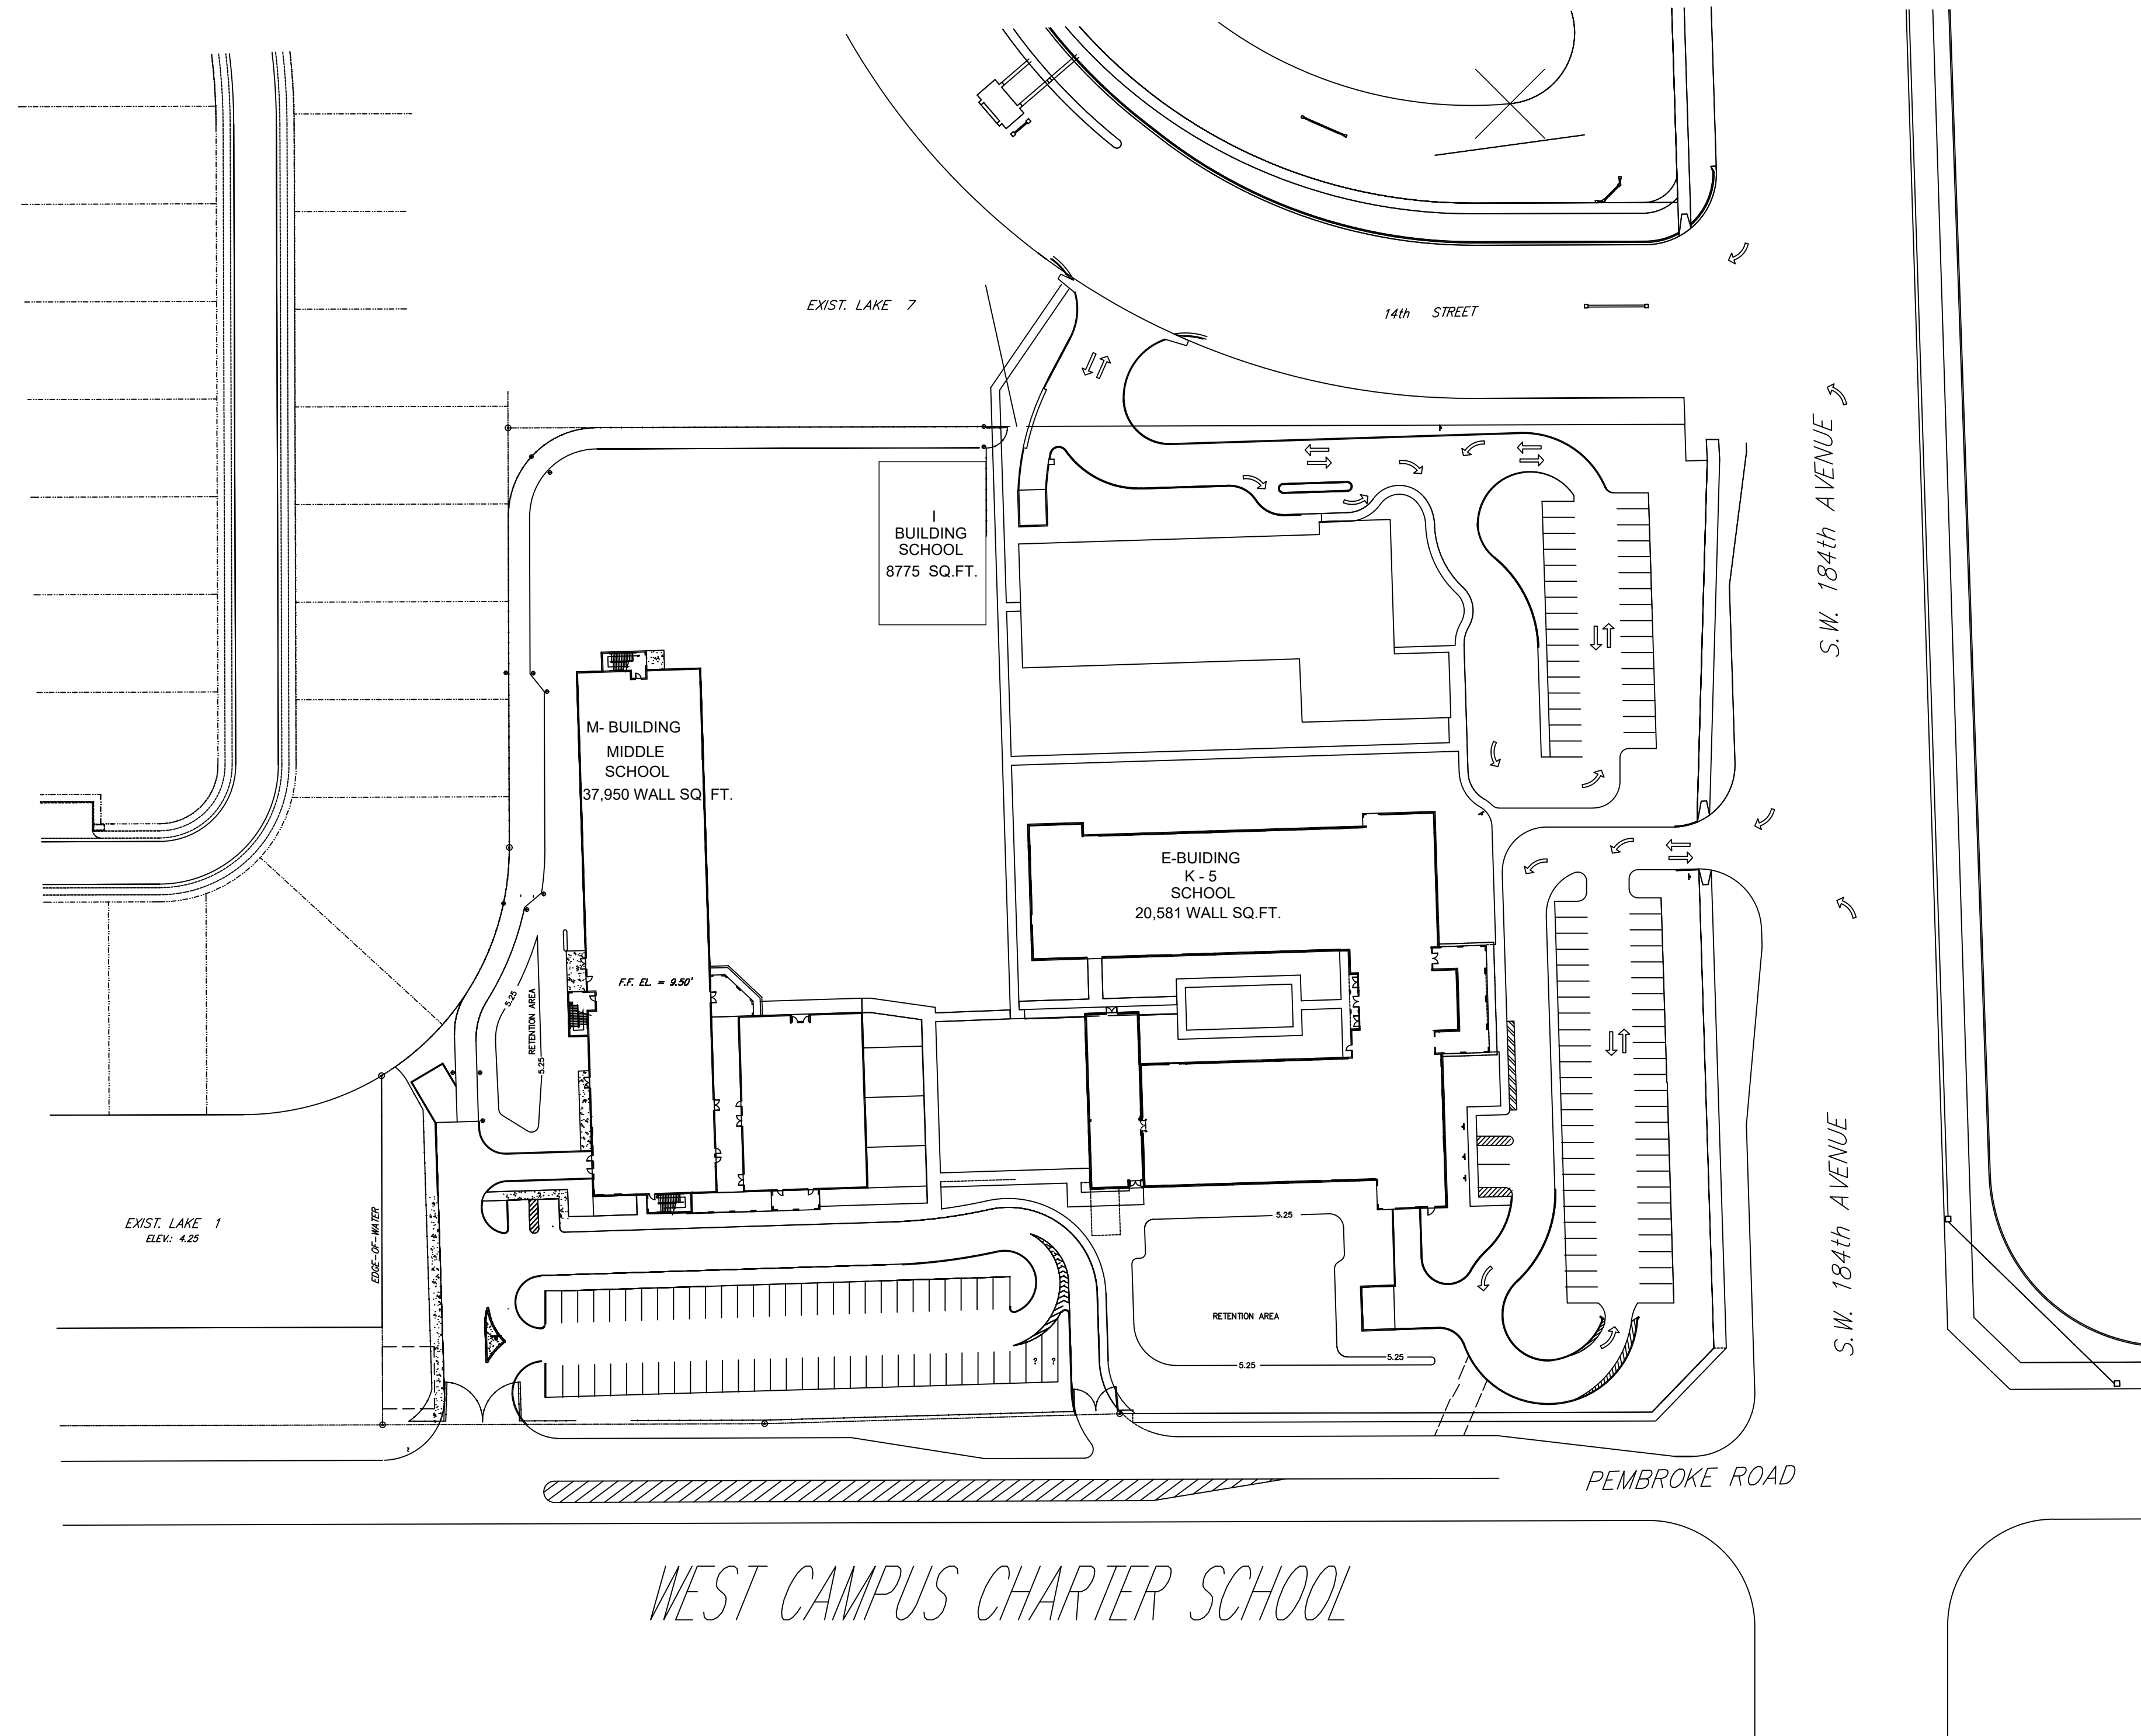 EXIST. LAKE 7
14th STREET
S.W. 184th AVENUE
I
BUILDING
SCHOOL
8775 SQ.FT.
M- BUILDING
MIDDLE
SCHOOL
37,950 WALL SQ. FT.
E-BUIDING
K - 5
SCHOOL
20,581 WALL SQ.FT.
F.F. EL. = 9.50'
5.25
RETENTION AREA
5.25
S.W. 184th AVENUE
EXIST. LAKE 1
ELEV.: 4.25
EDGE-OF-WATER
5.25
RETENTION AREA
5.25
5.25
? ?
PEMBROKE ROAD
WEST CAMPUS CHARTER SCHOOL